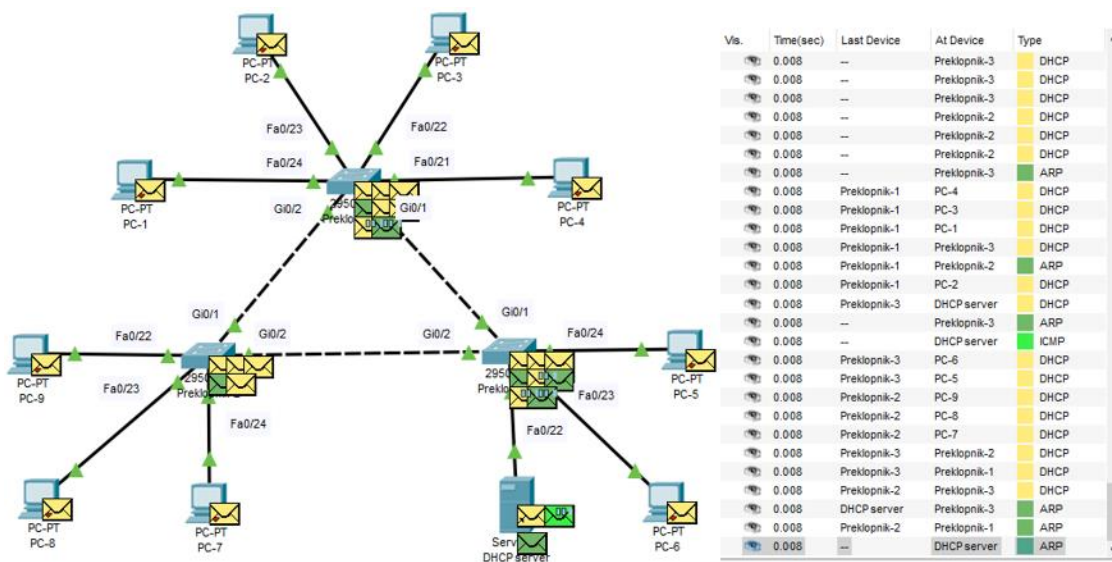 PC-PT
PC-2
PC-PT
PC-3
Fa0/23
Fa0/22
Fa0/24
Fa0/21
PC-PT
PC-1
Gi0/2
Gi0/1
PC-PT
PC-4
Gi0/1
Gi0/1
Fa0/22
Gi0/2
Gi0/2
Fa0/24
PC-PT
PC-9
Fa0/23
PC-PT
PC-5
Fa0/23
Fa0/24
Fa0/22
PC-PT
PC-8
PC-PT
PC-7
DHCP server
PC-PT
PC-6
Vis. Time(sec) Last Device At Device Type
0.008 -- Preklopnik-3 DHCP
0.008 -- Preklopnik-3 DHCP
0.008 -- Preklopnik-3 DHCP
0.008 -- Preklopnik-2 DHCP
0.008 -- Preklopnik-2 DHCP
0.008 -- Preklopnik-2 DHCP
0.008 -- Preklopnik-3 ARP
0.008 Preklopnik-1 PC-4 DHCP
0.008 Preklopnik-1 PC-3 DHCP
0.008 Preklopnik-1 PC-1 DHCP
0.008 Preklopnik-1 Preklopnik-3 DHCP
0.008 Preklopnik-1 Preklopnik-2 ARP
0.008 Preklopnik-1 PC-2 DHCP
0.008 Preklopnik-3 DHCP server DHCP
0.008 -- Preklopnik-3 ARP
0.008 -- DHCP server ICMP
0.008 Preklopnik-3 PC-6 DHCP
0.008 Preklopnik-3 PC-5 DHCP
0.008 Preklopnik-2 PC-9 DHCP
0.008 Preklopnik-2 PC-8 DHCP
0.008 Preklopnik-2 PC-7 DHCP
0.008 Preklopnik-3 Preklopnik-2 DHCP
0.008 Preklopnik-3 Preklopnik-1 DHCP
0.008 Preklopnik-2 Preklopnik-3 DHCP
0.008 DHCP server Preklopnik-3 ARP
0.008 Preklopnik-2 Preklopnik-1 ARP
0.008 -- DHCP server ARP